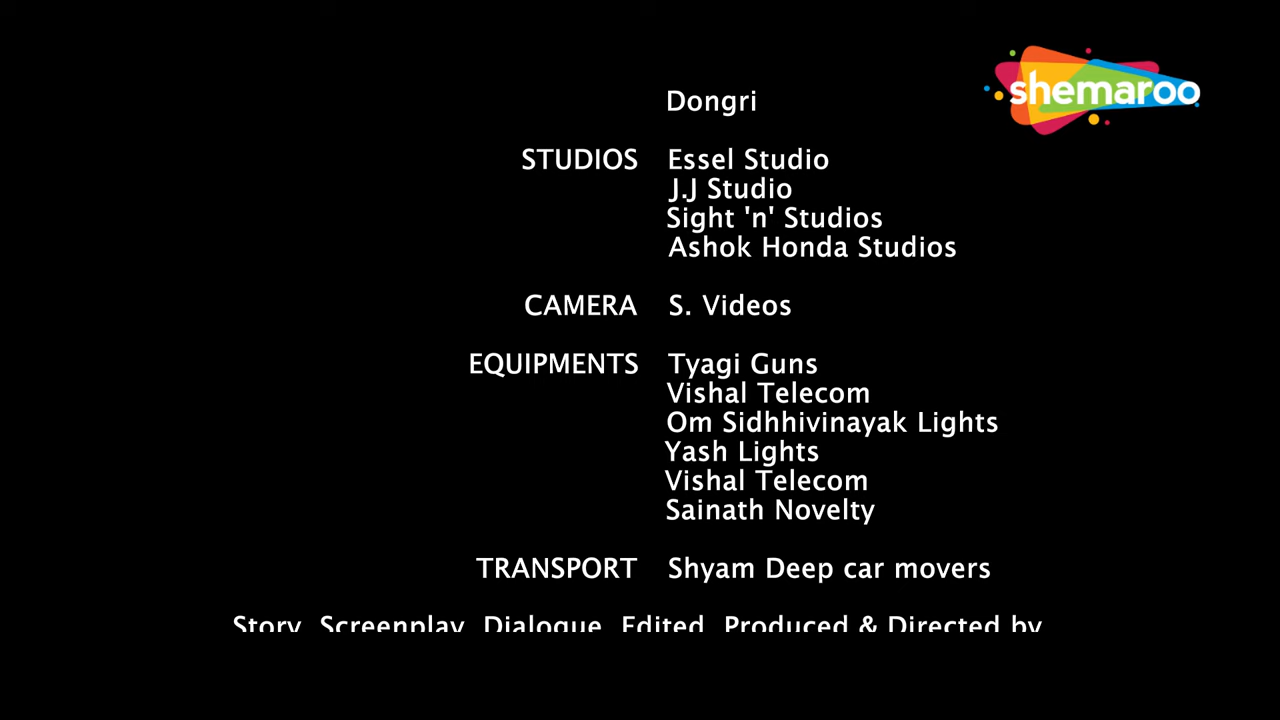 shemaroo
Dongri
STUDIOS Essel Studio
J.J Studio
Sight 'n' Studios
Ashok Honda Studios
CAMERA S. Videos
EQUIPMENTS Tyagi Guns
Vishal Telecom
Om Sidhhivinayak Lights
Yash Lights
Vishal Telecom
Sainath Novelty
TRANSPORT Shyam Deep car movers
Story Screenplay Dialogue Edited Produced & Directed by